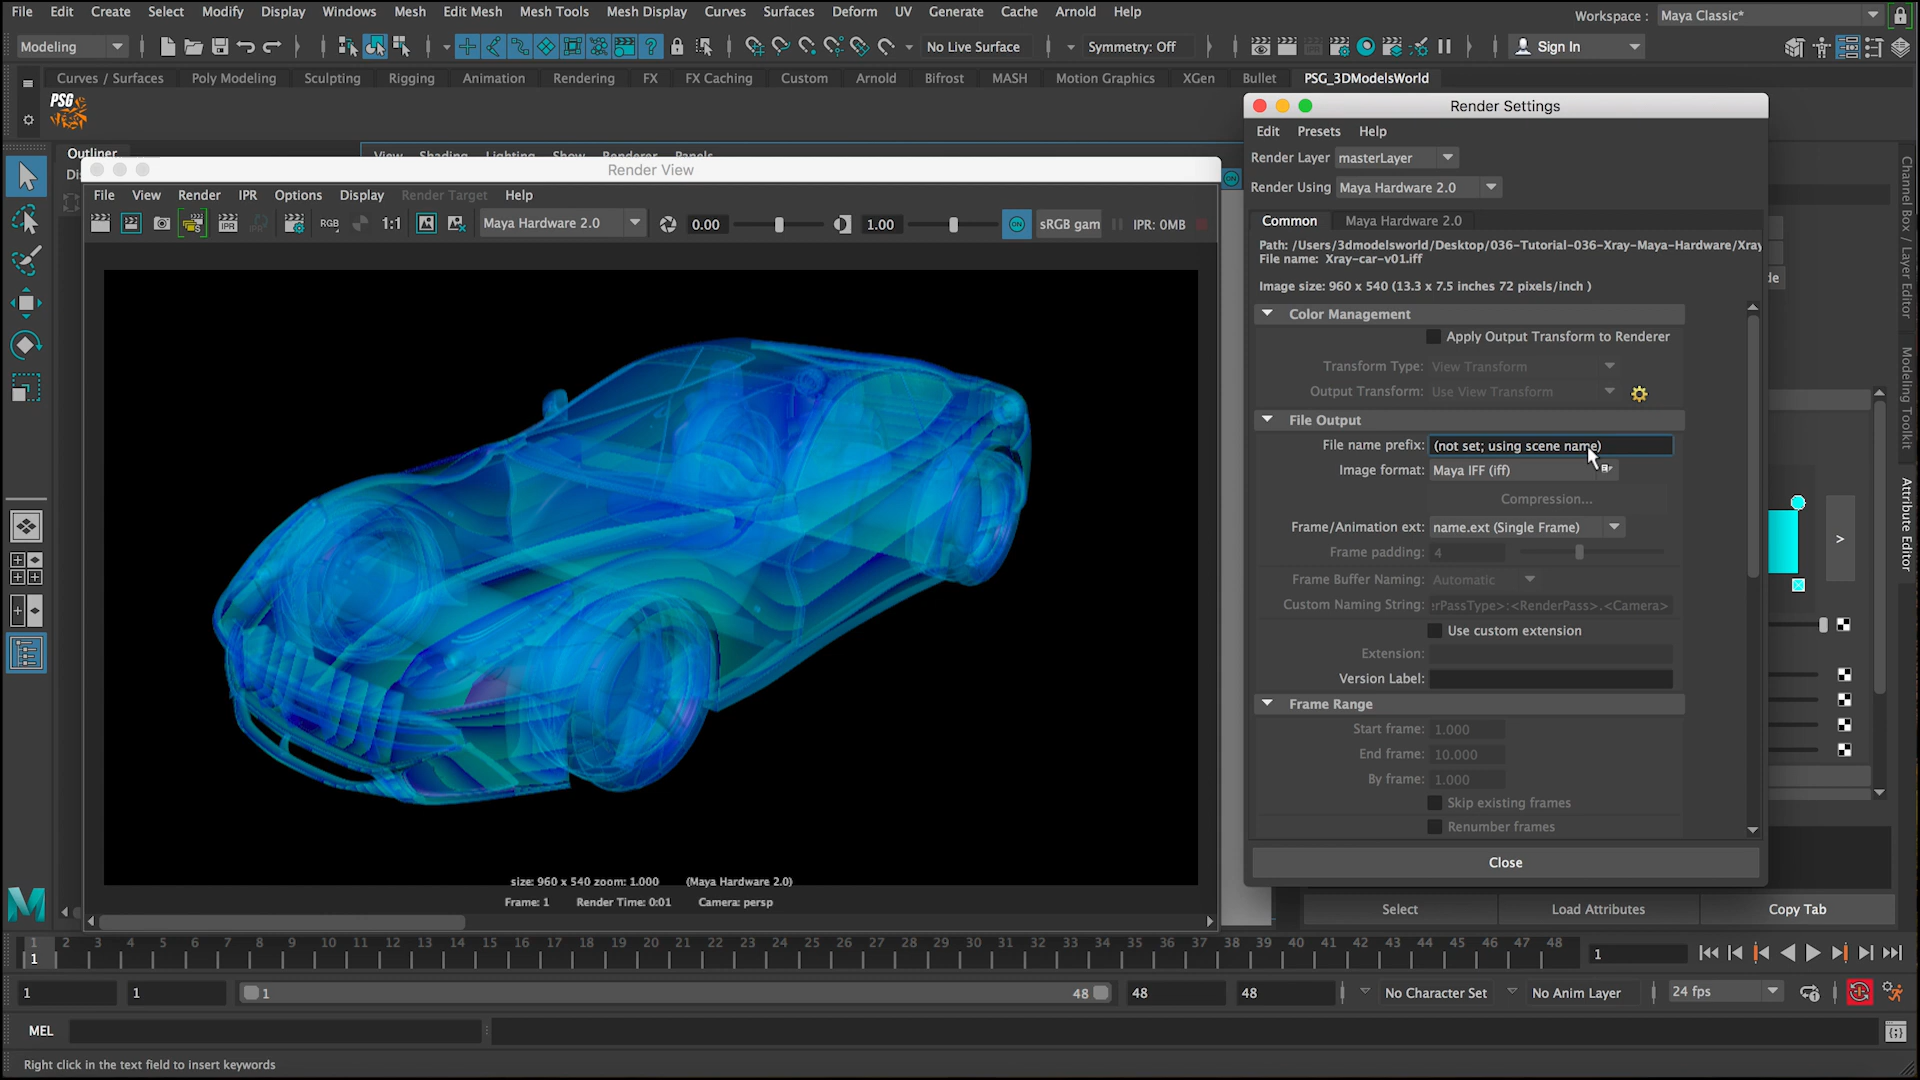 File Edit Create Select Modify Display Windows Mesh Edit Mesh Mesh Tools Mesh Display Curves Surfaces Deform UV Generate Cache Arnold Help
Workspace : Maya Classic*
Modeling No Live Surface Symmetry: Off Sign In
Curves / Surfaces Poly Modeling Sculpting Rigging Animation Rendering FX FX Caching Custom Arnold Bifrost MASH Motion Graphics XGen Bullet PSG_3DModelsWorld
PSG
Outliner
View Shading Lighting Show Renderer Panels
Render View
File View Render IPR Options Display Render Target Help
IPR RGB 1:1 Maya Hardware 2.0 0.00 1.00 ON sRGB gam IPR: 0MB
size: 960 x 540 zoom: 1.000 (Maya Hardware 2.0)
Frame: 1 Render Time: 0:01 Camera: persp
Render Settings
Edit Presets Help
Render Layer masterLayer
Render Using Maya Hardware 2.0
Common Maya Hardware 2.0
Path: /Users/3dmodelsworld/Desktop/036-Tutorial-036-Xray-Maya-Hardware/Xray
File name: Xray-car-v01.iff
Image size: 960 x 540 (13.3 x 7.5 inches 72 pixels/inch )
Color Management
Apply Output Transform to Renderer
Transform Type: View Transform
Output Transform: Use View Transform
File Output
File name prefix: (not set; using scene name)
Image format: Maya IFF (iff)
Compression...
Frame/Animation ext: name.ext (Single Frame)
Frame padding: 4
Frame Buffer Naming: Automatic
Custom Naming String: erPassType>:<RenderPass>.<Camera>
Use custom extension
Extension:
Version Label:
Frame Range
Start frame: 1.000
End frame: 10.000
By frame: 1.000
Skip existing frames
Renumber frames
Close
Channel Box / Layer Editor
Modeling Toolkit
Attribute Editor
>
Select Load Attributes Copy Tab
1 2 3 4 5 6 7 8 9 10 11 12 13 14 15 16 17 18 19 20 21 22 23 24 25 26 27 28 29 30 31 32 33 34 35 36 37 38 39 40 41 42 43 44 45 46 47 48
1 1
1 1 1 48 48 48 No Character Set No Anim Layer 24 fps
MEL
Right click in the text field to insert keywords